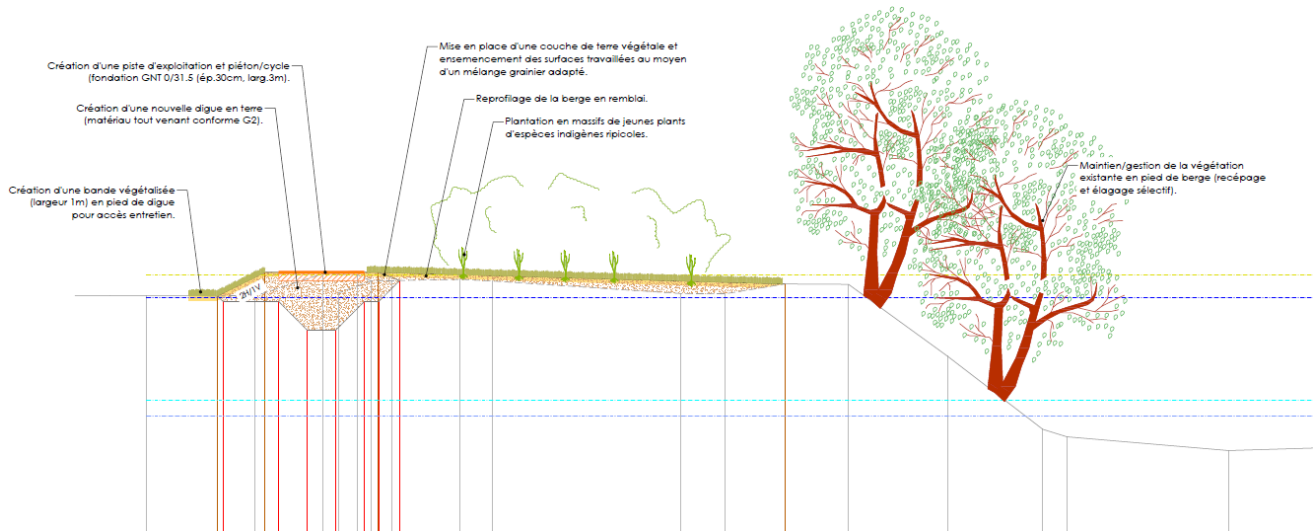 Mise en place d'une couche de terre végétale et
ensemencement des surfaces travaillées au moyen
d'un mélange grainier adapté.
Création d'une piste d'exploitation et piéton/cycle
(fondation GNT 0/31.5 (ép.30cm, larg.3m).
Reprofilage de la berge en remblai.
Création d'une nouvelle digue en terre
(matériau tout venant conforme G2).
Plantation en massifs de jeunes plants
d'espèces indigènes ripicoles.
Maintien/gestion de la végétation
existante en pied de berge (recépage
et élagage sélectif).
Création d'une bande végétalisée
(largeur 1m) en pied de digue
pour accès entretien.
2H/1V